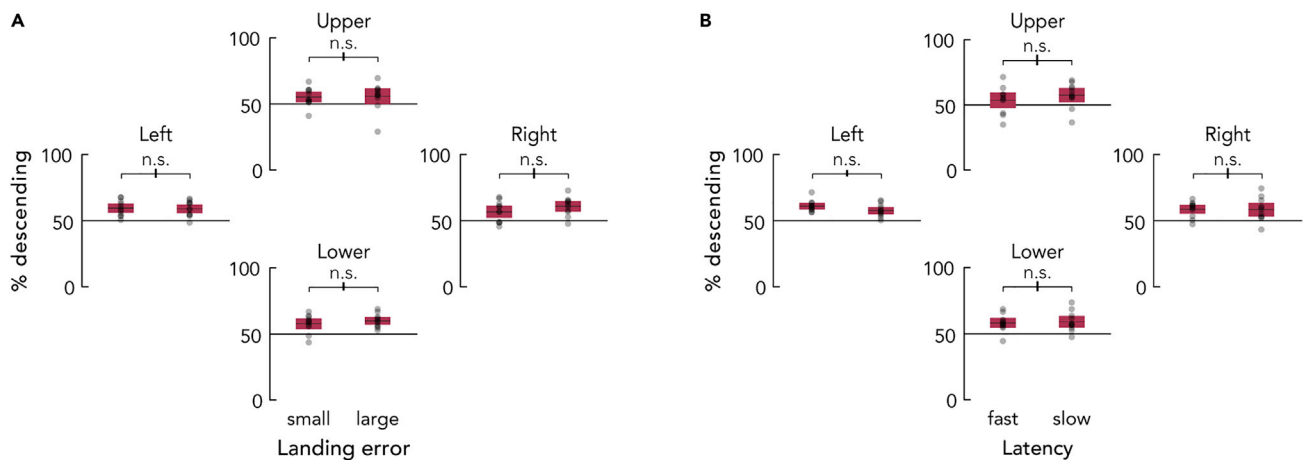 A
Upper
100
n.s.
50
0
Left
100
n.s.
50
0
Right
100
n.s.
50
0
Lower
100
n.s.
50
0
% descending
small large
Landing error
B
Upper
100
n.s.
50
0
Left
100
n.s.
50
0
Right
100
n.s.
50
0
Lower
100
n.s.
50
0
% descending
fast slow
Latency